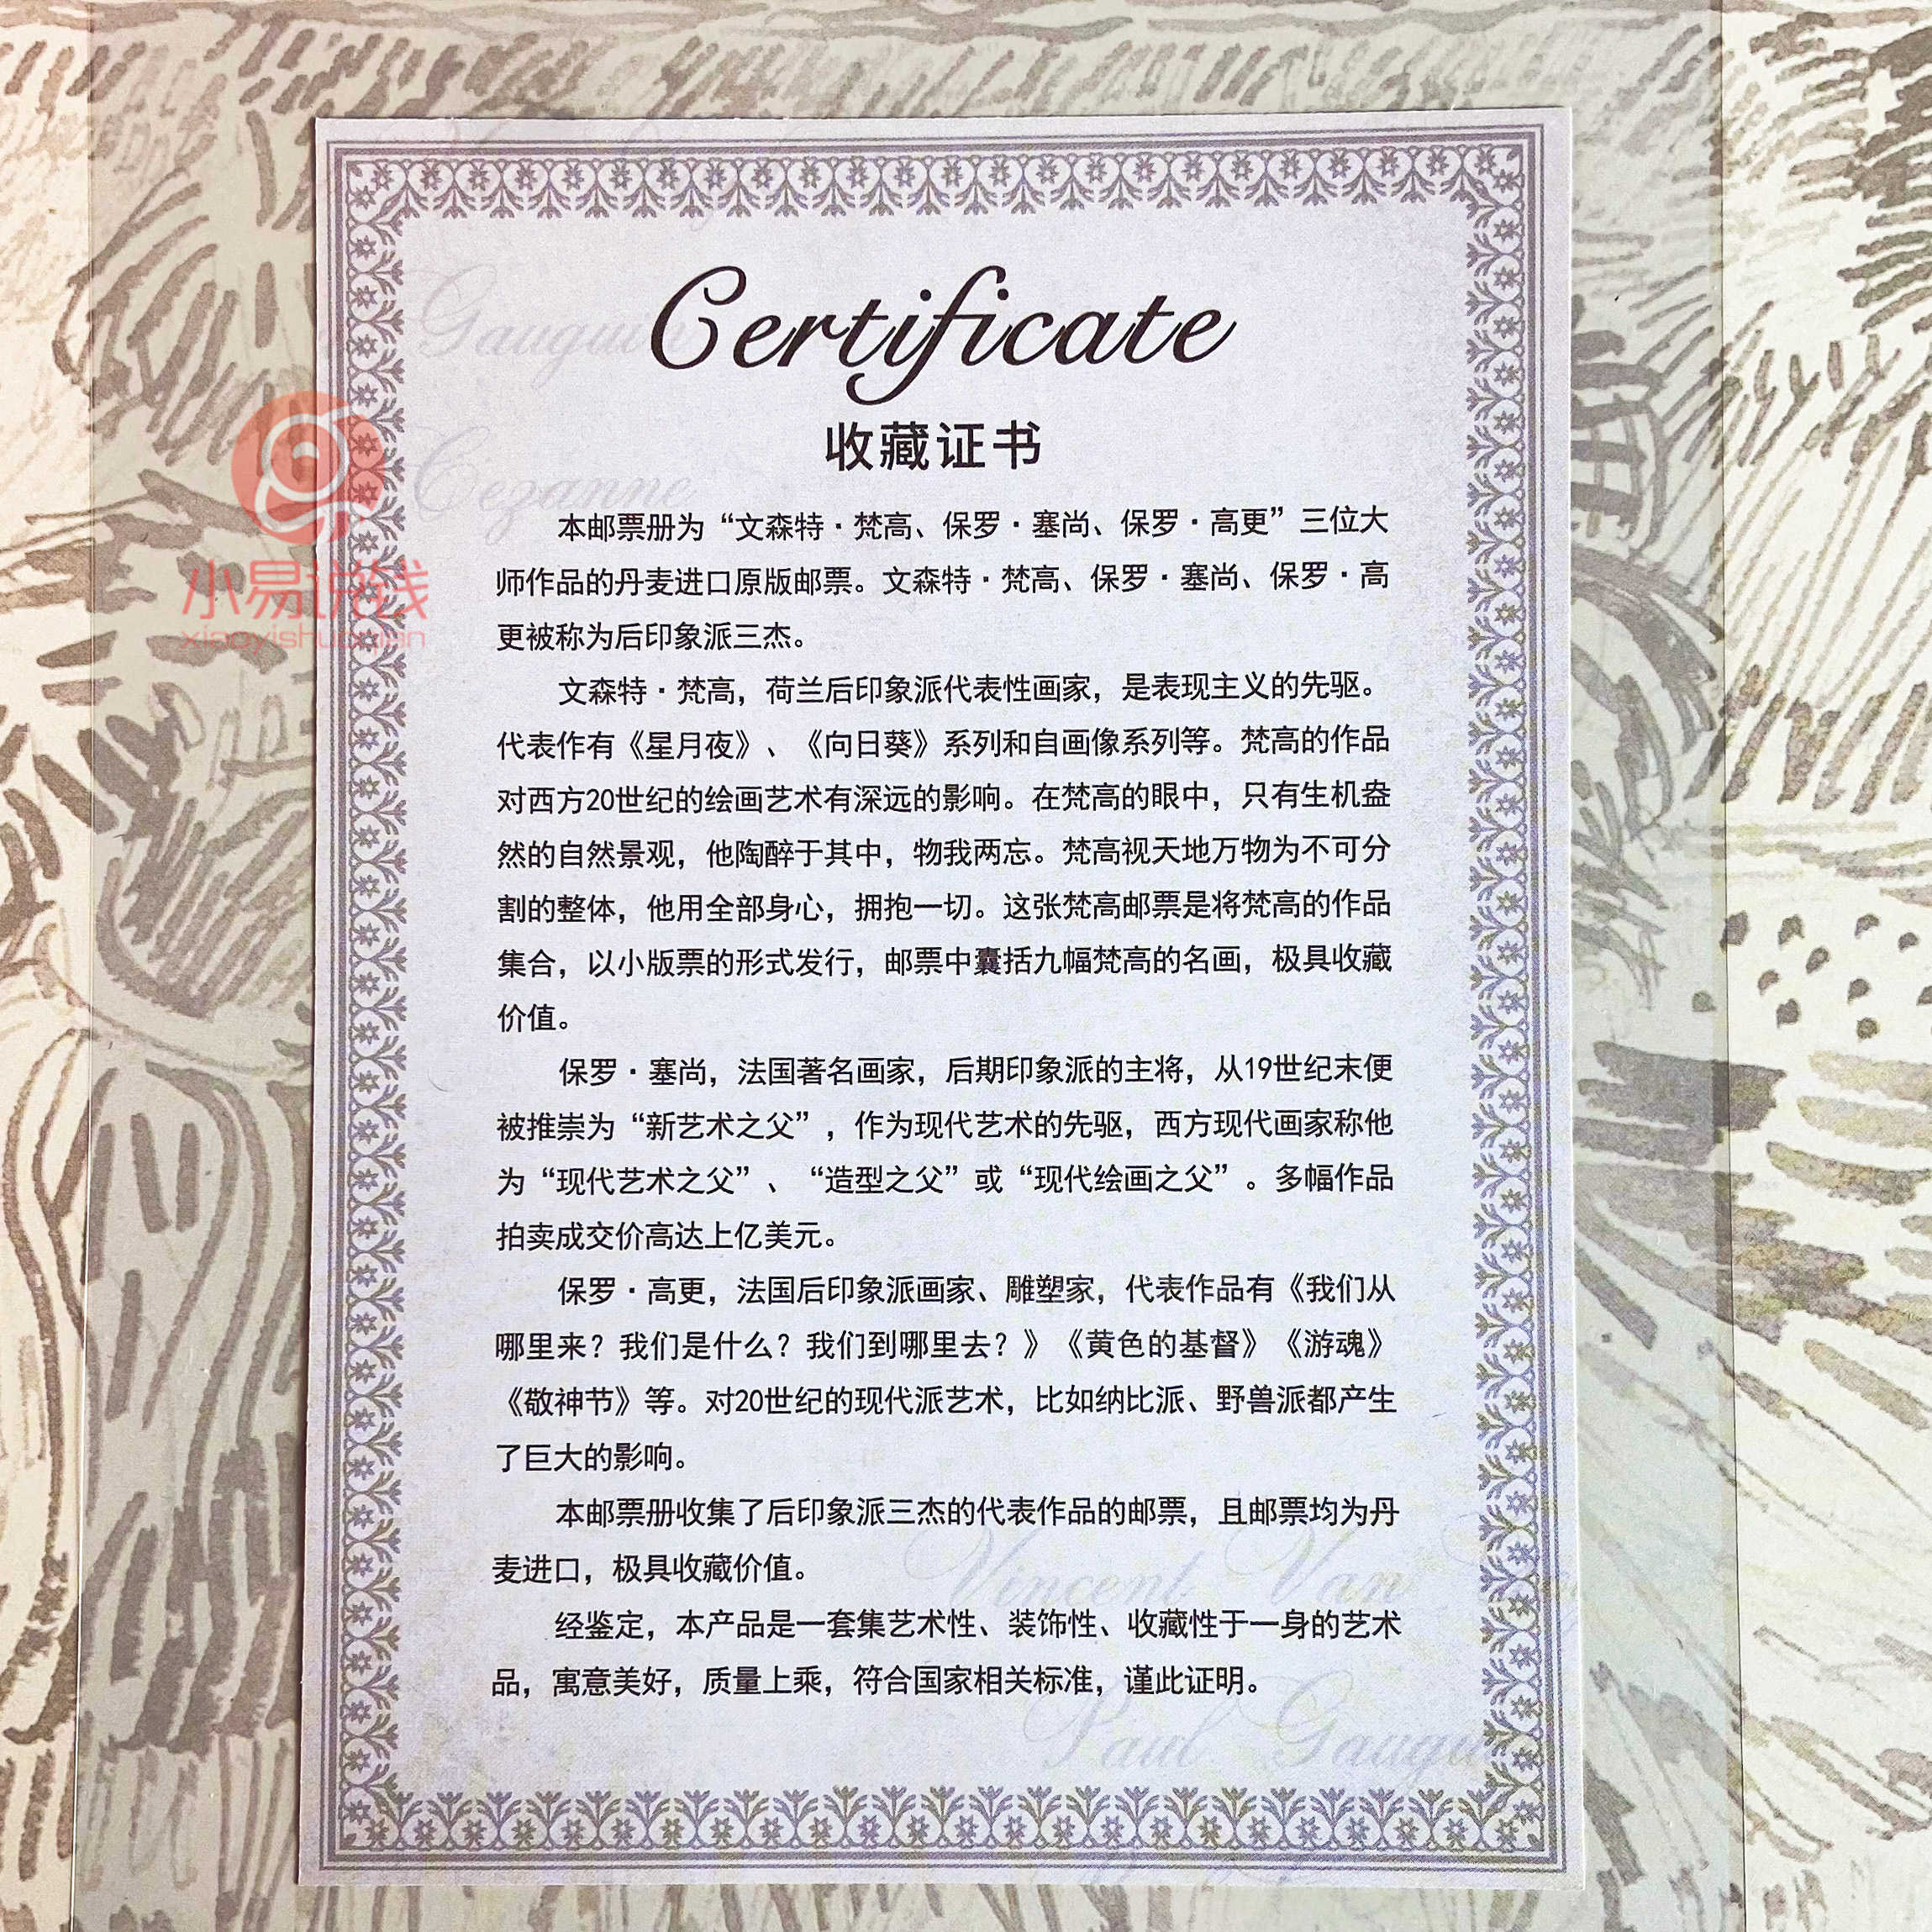 Certificate
Gauguin
收藏证书
Cezanne
小易说钱
xiaoyishuoqian
本邮票册为“文森特·梵高、保罗·塞尚、保罗·高更”三位大
师作品的丹麦进口原版邮票。文森特·梵高、保罗·塞尚、保罗·高
更被称为后印象派三杰。
文森特·梵高，荷兰后印象派代表性画家，是表现主义的先驱。
代表作有《星月夜》、《向日葵》系列和自画像系列等。梵高的作品
对西方20世纪的绘画艺术有深远的影响。在梵高的眼中，只有生机盎
然的自然景观，他陶醉于其中，物我两忘。梵高视天地万物为不可分
割的整体，他用全部身心，拥抱一切。这张梵高邮票是将梵高的作品
集合，以小版票的形式发行，邮票中囊括九幅梵高的名画，极具收藏
价值。
保罗·塞尚，法国著名画家，后期印象派的主将，从19世纪末便
被推崇为“新艺术之父”，作为现代艺术的先驱，西方现代画家称他
为“现代艺术之父”、“造型之父”或“现代绘画之父”。多幅作品
拍卖成交价高达上亿美元。
保罗·高更，法国后印象派画家、雕塑家，代表作品有《我们从
哪里来？我们是什么？我们到哪里去？》《黄色的基督》《游魂》
《敬神节》等。对20世纪的现代派艺术，比如纳比派、野兽派都产生
了巨大的影响。
本邮票册收集了后印象派三杰的代表作品的邮票，且邮票均为丹
麦进口，极具收藏价值。
Vincent Van
经鉴定，本产品是一套集艺术性、装饰性、收藏性于一身的艺术
品，寓意美好，质量上乘，符合国家相关标准，谨此证明。
Paul Gaugu